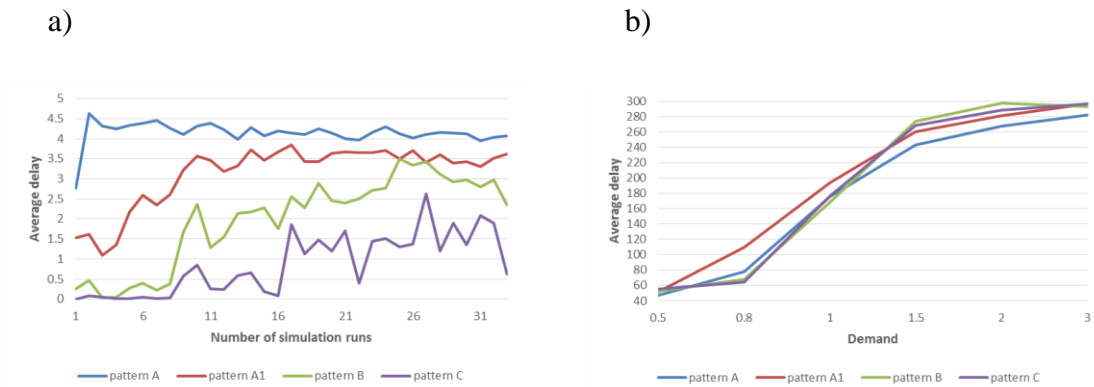 a)
b)
5
4.5
4
3.5
3
2.5
2
1.5
1
0.5
0
Average delay
1 6 11 16 21 26 31
Number of simulation runs
pattern A pattern A1 pattern B pattern C
300
280
260
240
220
200
180
160
140
120
100
80
60
40
Average delay
0.5 0.8 1 1.5 2 3
Demand
pattern A pattern A1 pattern B pattern C